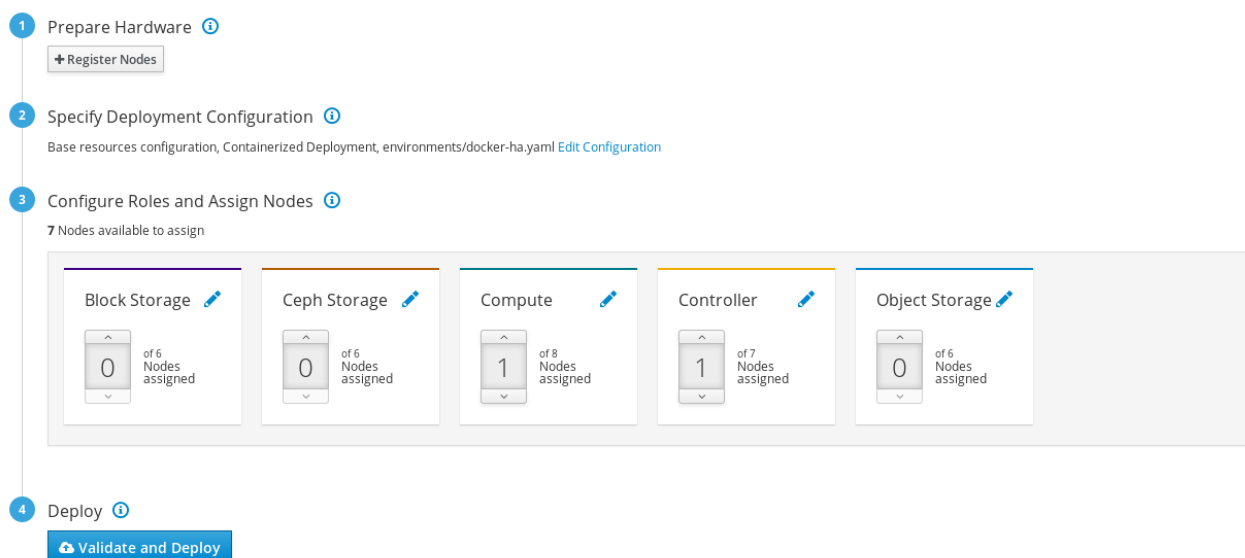 1 Prepare Hardware
+ Register Nodes
2 Specify Deployment Configuration
Base resources configuration, Containerized Deployment, environments/docker-ha.yaml Edit Configuration
3 Configure Roles and Assign Nodes
7 Nodes available to assign
Block Storage
0
of 6
Nodes
assigned
Ceph Storage
0
of 6
Nodes
assigned
Compute
1
of 8
Nodes
assigned
Controller
1
of 7
Nodes
assigned
Object Storage
0
of 6
Nodes
assigned
4 Deploy
Validate and Deploy